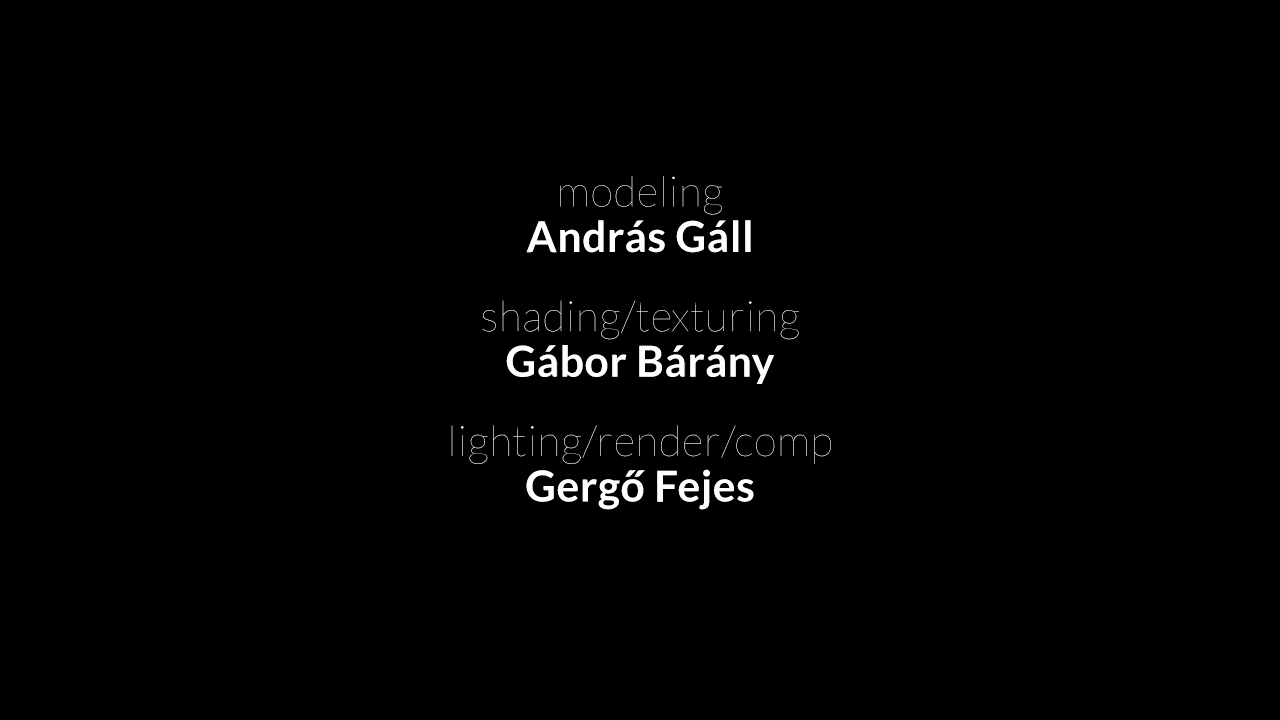 modeling
András Gáll
shading/texturing
Gábor Bárány
lighting/render/comp
Gergő Fejes